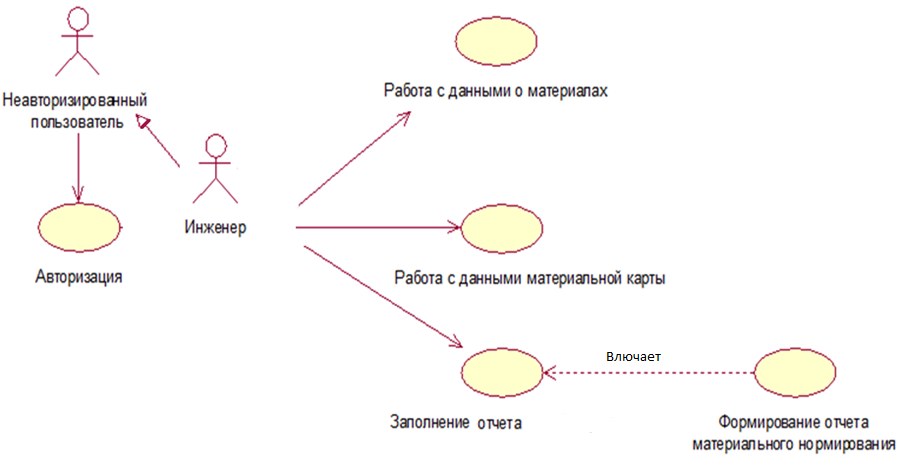 Неавторизированный
пользователь
Инженер
Авторизация
Работа с данными о материалах
Работа с данными материальной карты
Влючает
Заполнение отчета
Формирование отчета
материального нормирования